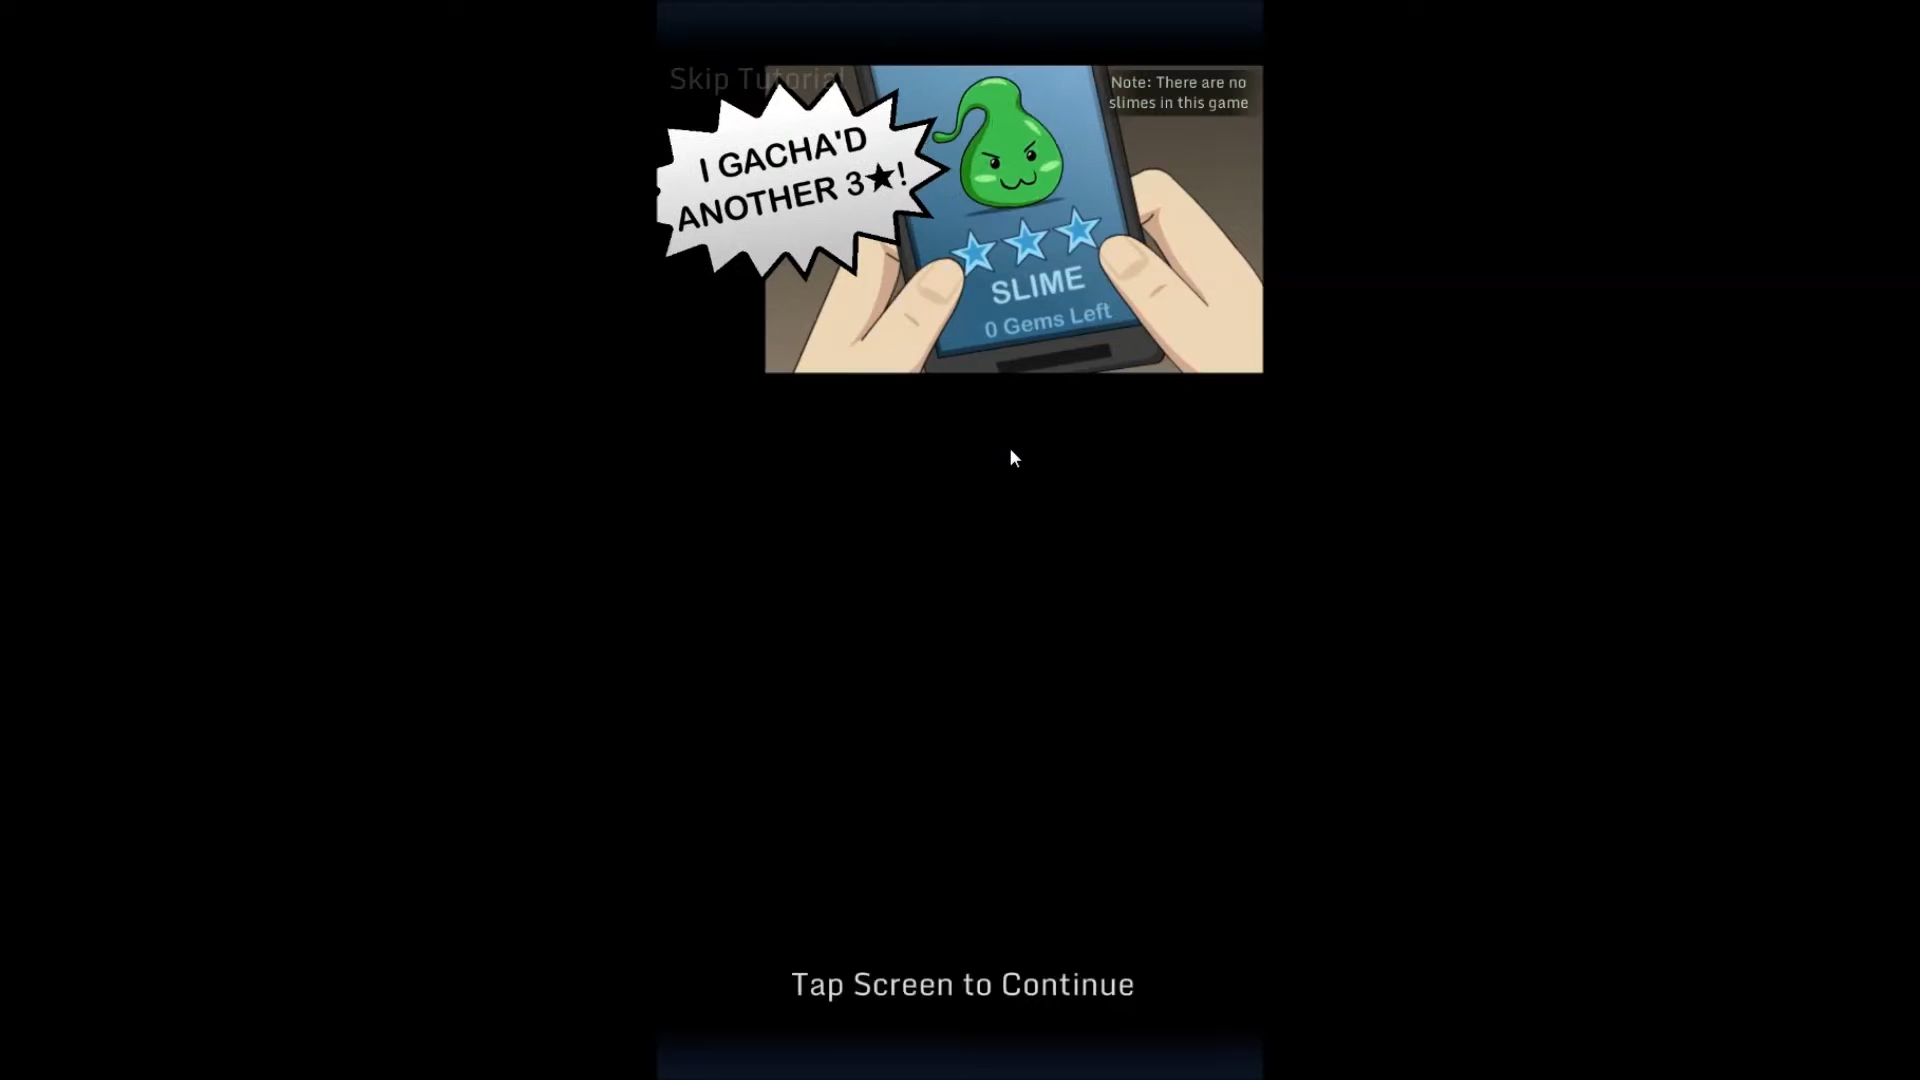 Skip Tutorial
Note: There are no
slimes in this game
I GACHA'D
ANOTHER 3★!
SLIME
0 Gems Left
Tap Screen to Continue